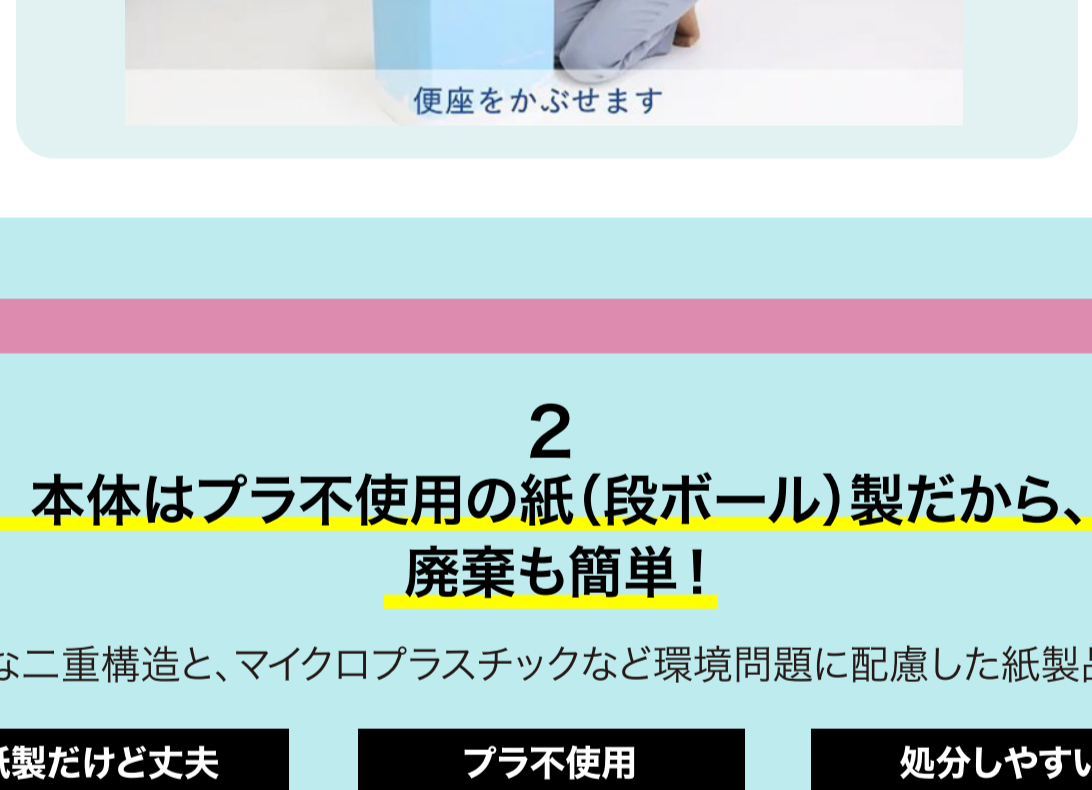 便座をかぶせます
2
本体はプラ不使用の紙(段ボール)製だから、
廃棄も簡単!
な二重構造と、マイクロプラスチックなど環境問題に配慮した紙製品
紙製だけど丈夫
プラ不使用
処分しやすい